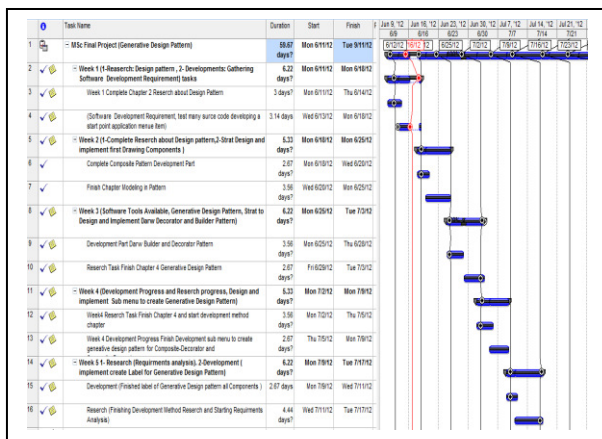 Task Name Duration Start Finish Jun 9, '12 Jun 16, '12 Jun 23, '12 Jun 30, '12 Jul 7, '12 Jul 14, '12 Jul 21, '12
6/9 6/16 6/23 6/30 7/7 7/14 7/21
1 MSc Final Project (Generative Design Pattern) 58.67 Mon 6/11/12 Tue 9/11/12 6/12/12 6/25/12 7/2/12 7/9/12 7/16/12 7/23/12
days?
2 Week 1 (1-Reaserch: Design pattern , 2- Developments: Gathering 6.22 Mon 6/11/12 Mon 6/18/12
Software Development Requirement) tasks days?
3 Week 1 Complete Chapter 2 Reserch about Design Pattern 3 days? Mon 6/11/12 Thu 6/14/12
4 (Software Development Requirement, test many surce code developing a 3.14 days Wed 6/13/12 Mon 6/18/12
start point application menue item)
5 Week 2 (1-Complete Reserch about Design pattern,2-Strat Design and 5.33 Mon 6/18/12 Mon 6/25/12
implement first Drawing Components ) days?
6 Complete Composite Pattern Development Part 2.67 Mon 6/18/12 Wed 6/20/12
days?
7 Finish Chapter Modeling in Pattern 3.56 Wed 6/20/12 Mon 6/25/12
days?
8 Week 3 (Software Tools Available, Generative Design Pattern, Strat to 6.22 Mon 6/25/12 Tue 7/3/12
Design and Implement Darw Decorator and Builder Pattern) days?
9 Development Part Darw Builder and Decorator Pattern 3.56 Mon 6/25/12 Thu 6/28/12
days?
10 Reserch Task Finish Chapter 4 Generative Design Pattern 2.67 Fri 6/29/12 Tue 7/3/12
days?
11 Week 4 (Development Progress and Reserch progress, Design and 5.33 Mon 7/2/12 Mon 7/9/12
implement Sub menu to create Generative Design Pattern) days?
12 Week4 Reserch Task Finish Chapter 4 and start development method 3.56 Mon 7/2/12 Thu 7/5/12
chapter days?
13 Week 4 Development Progress Finish Development sub menu to create 2.67 Thu 7/5/12 Mon 7/9/12
generative design pattern for Composite-Decorator and days?
14 Week 5 1- Research (Requirments analysis). 2-Development ( 6.22 Mon 7/9/12 Tue 7/17/12
implement create Label for Generative Design Pattern) days?
15 Development (Finished label of Generative Design pattern all Components ) 2.67 days Mon 7/9/12 Wed 7/11/12
16 Reserch (Finishing Development Method Reserch and Starting Requirments 4.44 Wed 7/11/12 Tue 7/17/12
Analysis) days?